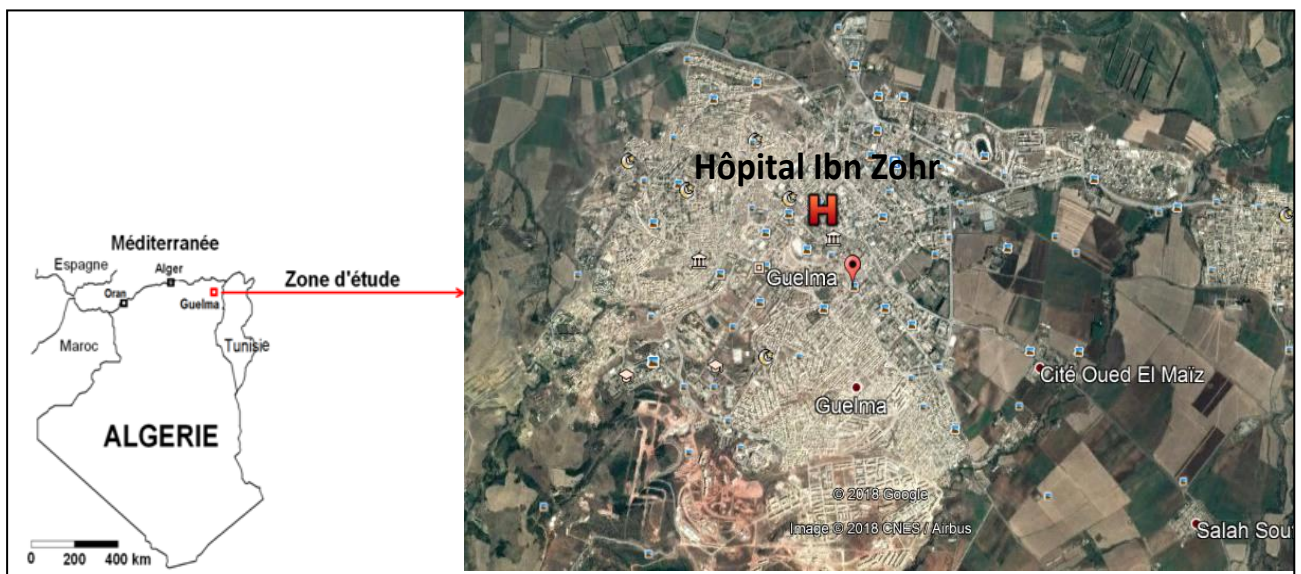 Méditerranée
Espagne
Alger
Oran
Guelma
Zone d'étude
Maroc
Tunisie
ALGERIE
0 200 400 km
Hôpital Ibn Zohr
H
Guelma
Cité Oued El Maïz
Guelma
© 2018 Google
Image © 2018 CNES / Airbus
Salah Sou